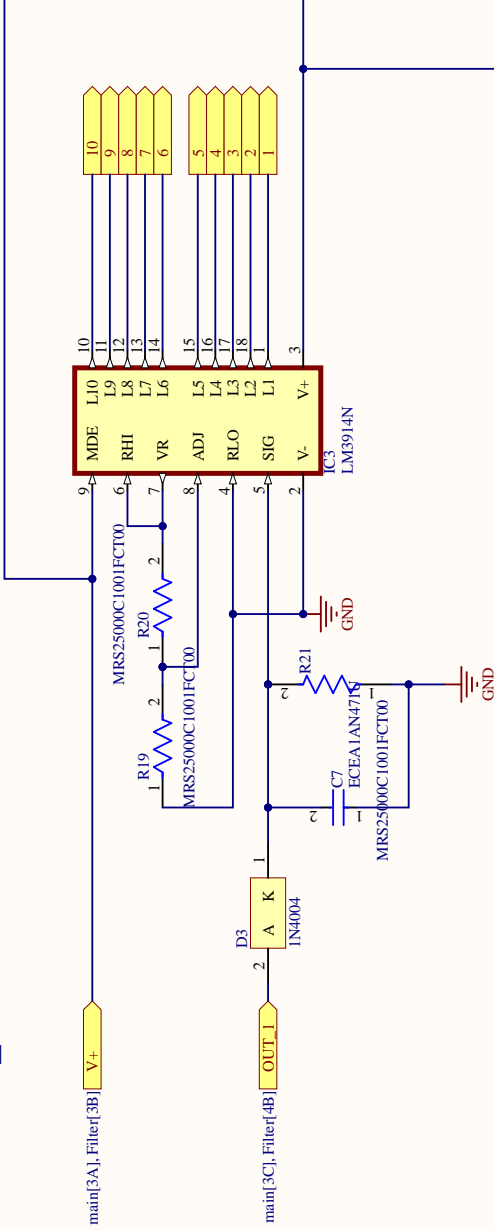 10
9
8
7
6
5
4
3
2
1
10
11
12
13
14
15
16
17
18
1
3
L10
L9
L8
L7
L6
L5
L4
L3
L2
L1
V+
MDE
RHI
VR
ADJ
RLO
SIG
V-
IC3
LM3914N
9
6
7
8
4
5
2
MRS25000C1001FCT00
R20
2
1
GND
R19
2
1
MRS25000C1001FCT00
R21
2
1
GND
C7
ECEA1AN471U
2
1
MRS25000C1001FCT00
D3
1
K
A
2
1N4004
V+
main[3A], Filter[3B]
OUT_1
main[3C], Filter[4B]